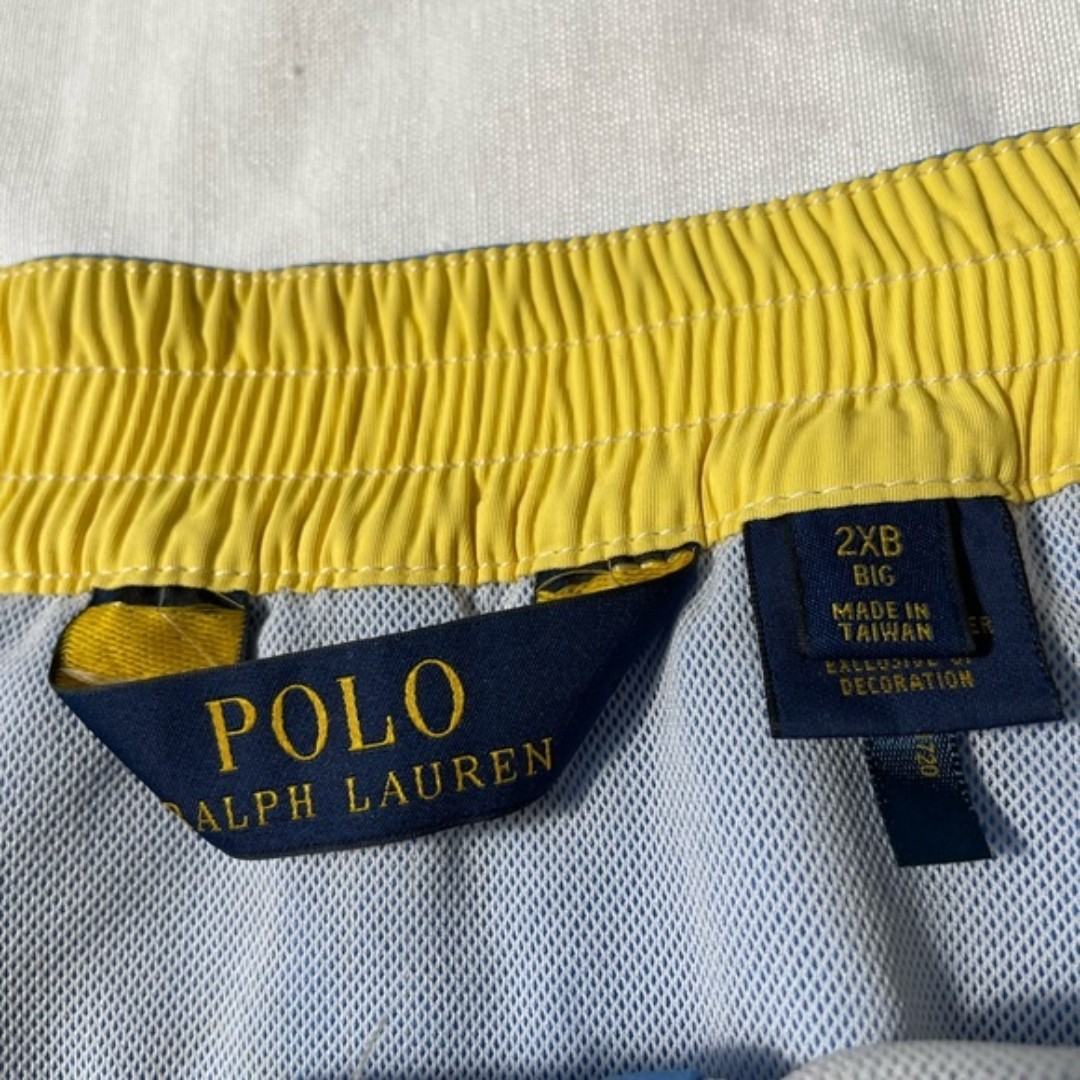 POLO
RALPH LAUREN
2XB
BIG
MADE IN
TAIWAN
EXCLUSIVE OF
DECORATION